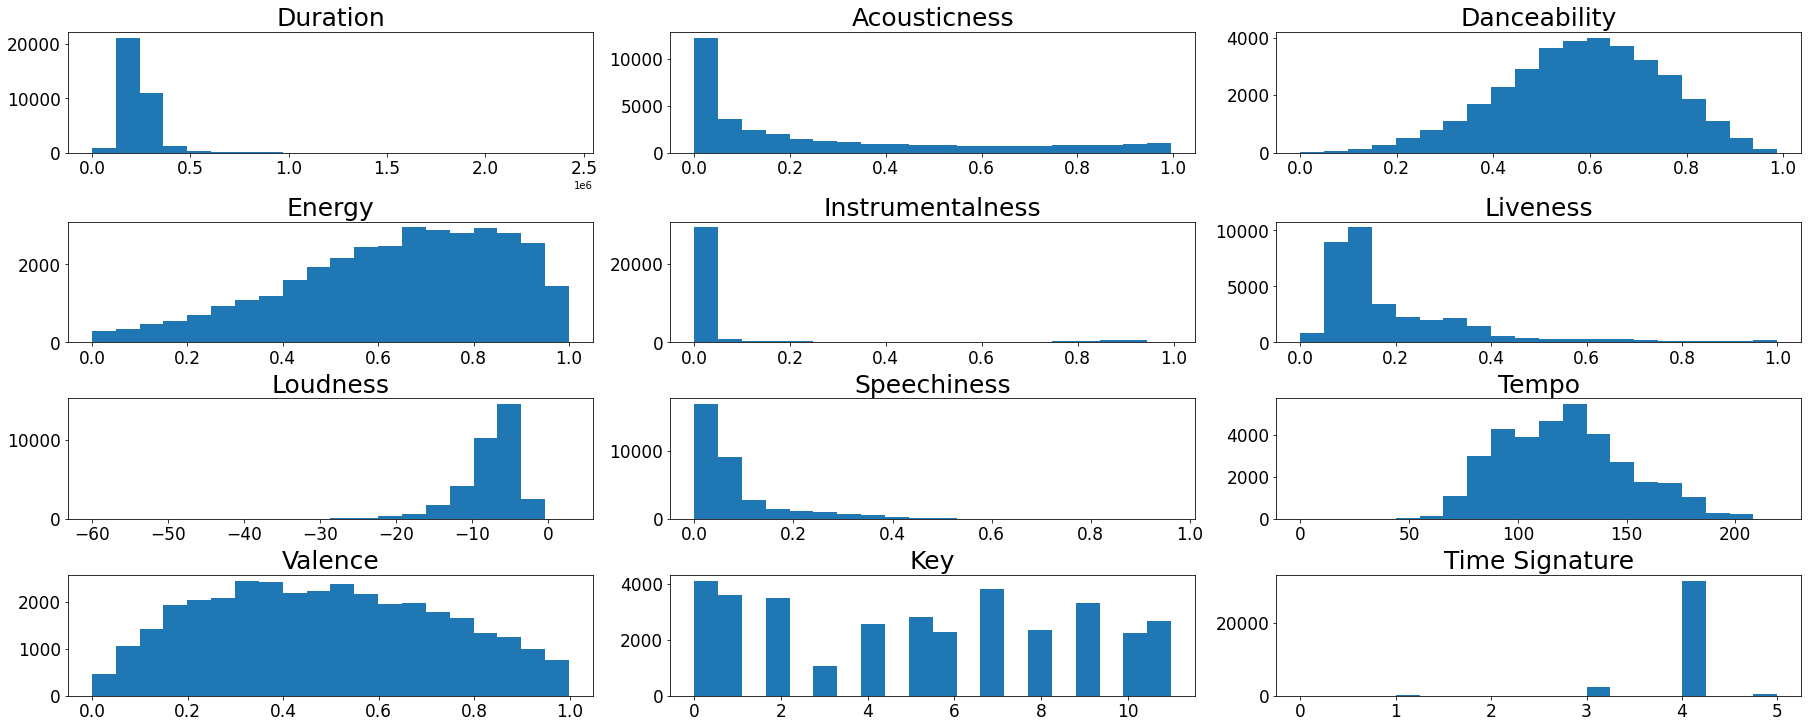 Duration
20000
10000
0
0.0 0.5 1.0 1.5 2.0 2.5
1e6
Acousticness
10000
5000
0
0.0 0.2 0.4 0.6 0.8 1.0
Danceability
4000
2000
0
0.0 0.2 0.4 0.6 0.8 1.0
Energy
2000
0
0.0 0.2 0.4 0.6 0.8 1.0
Instrumentalness
20000
0
0.0 0.2 0.4 0.6 0.8 1.0
Liveness
10000
5000
0
0.0 0.2 0.4 0.6 0.8 1.0
Loudness
10000
0
−60 −50 −40 −30 −20 −10 0
Speechiness
10000
0
0.0 0.2 0.4 0.6 0.8 1.0
Tempo
4000
2000
0
0 50 100 150 200
Valence
2000
1000
0
0.0 0.2 0.4 0.6 0.8 1.0
Key
4000
2000
0
0 2 4 6 8 10
Time Signature
20000
0
0 1 2 3 4 5